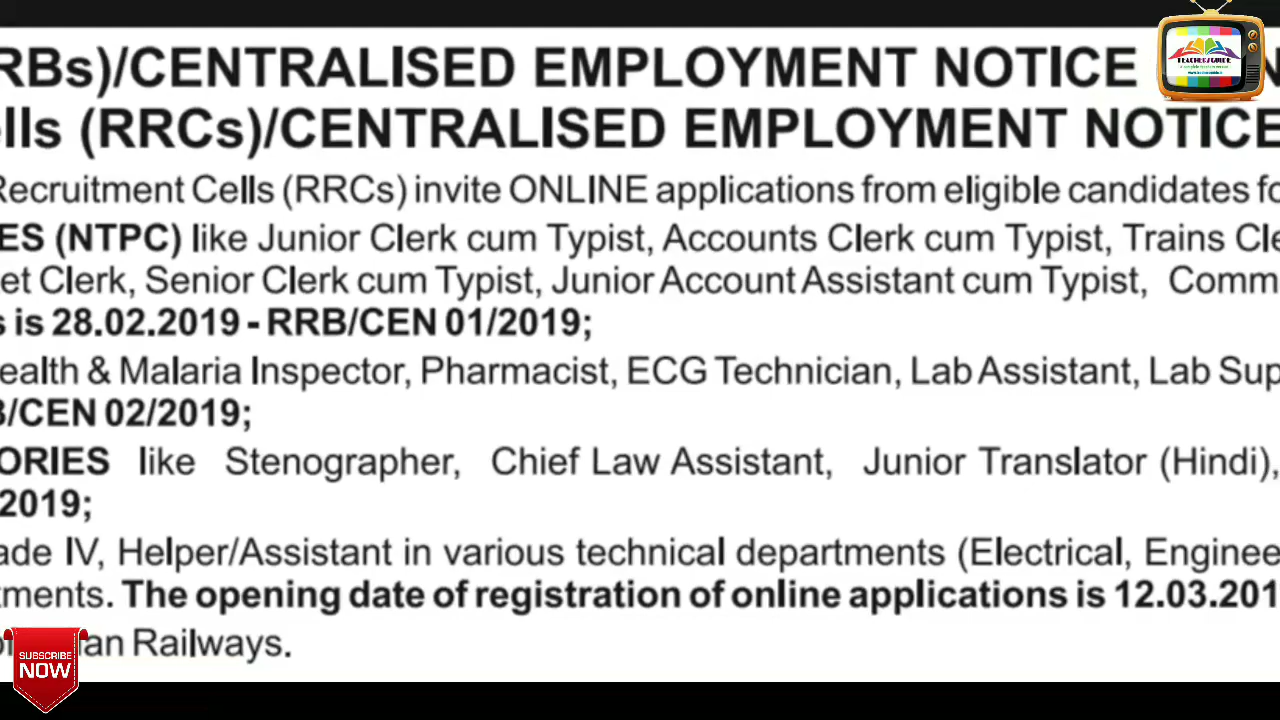 RBs)/CENTRALISED EMPLOYMENT NOTICE
lls (RRCs)/CENTRALISED EMPLOYMENT NOTICE
Recruitment Cells (RRCs) invite ONLINE applications from eligible candidates fo
ES (NTPC) like Junior Clerk cum Typist, Accounts Clerk cum Typist, Trains Cle
et Clerk, Senior Clerk cum Typist, Junior Account Assistant cum Typist, Comm
s is 28.02.2019 - RRB/CEN 01/2019;
ealth & Malaria Inspector, Pharmacist, ECG Technician, Lab Assistant, Lab Sup
B/CEN 02/2019;
ORIES like Stenographer, Chief Law Assistant, Junior Translator (Hindi),
.2019;
ade IV, Helper/Assistant in various technical departments (Electrical, Enginee
tments. The opening date of registration of online applications is 12.03.201
an Railways.
SUBSCRIBE
NOW
TEACHERS GUIDE